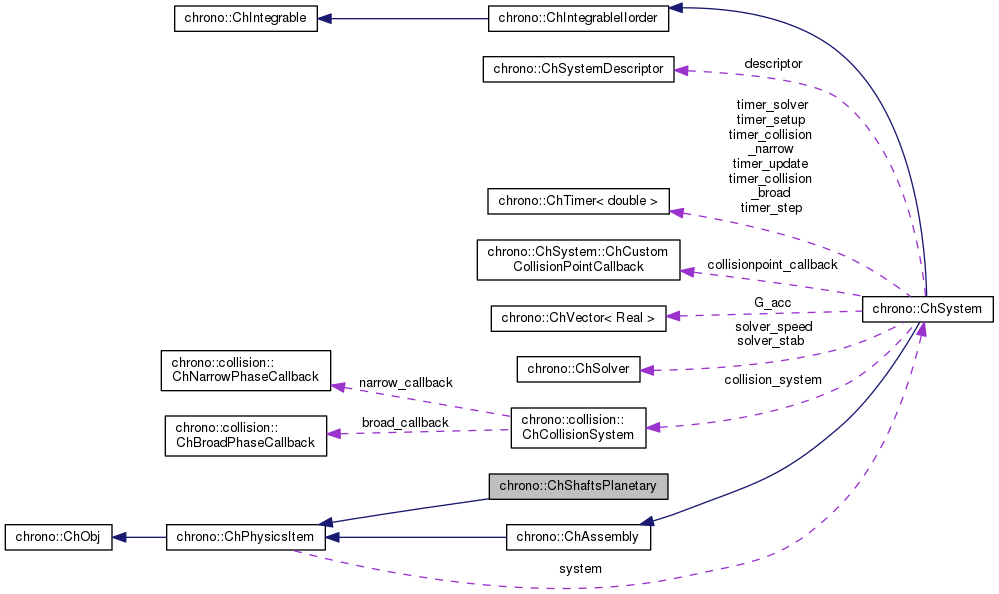 chrono::ChIntegrable
chrono::ChIntegrableIIorder
chrono::ChSystemDescriptor
descriptor
timer_solver
timer_setup
timer_collision
_narrow
timer_update
timer_collision
_broad
timer_step
chrono::ChTimer< double >
chrono::ChSystem::ChCustom
CollisionPointCallback
collisionpoint_callback
chrono::ChSystem
G_acc
chrono::ChVector< Real >
solver_speed
solver_stab
chrono::ChSolver
chrono::collision::
ChNarrowPhaseCallback
narrow_callback
collision_system
chrono::collision::
ChBroadPhaseCallback
broad_callback
chrono::collision::
ChCollisionSystem
chrono::ChShaftsPlanetary
chrono::ChObj
chrono::ChPhysicsItem
chrono::ChAssembly
system